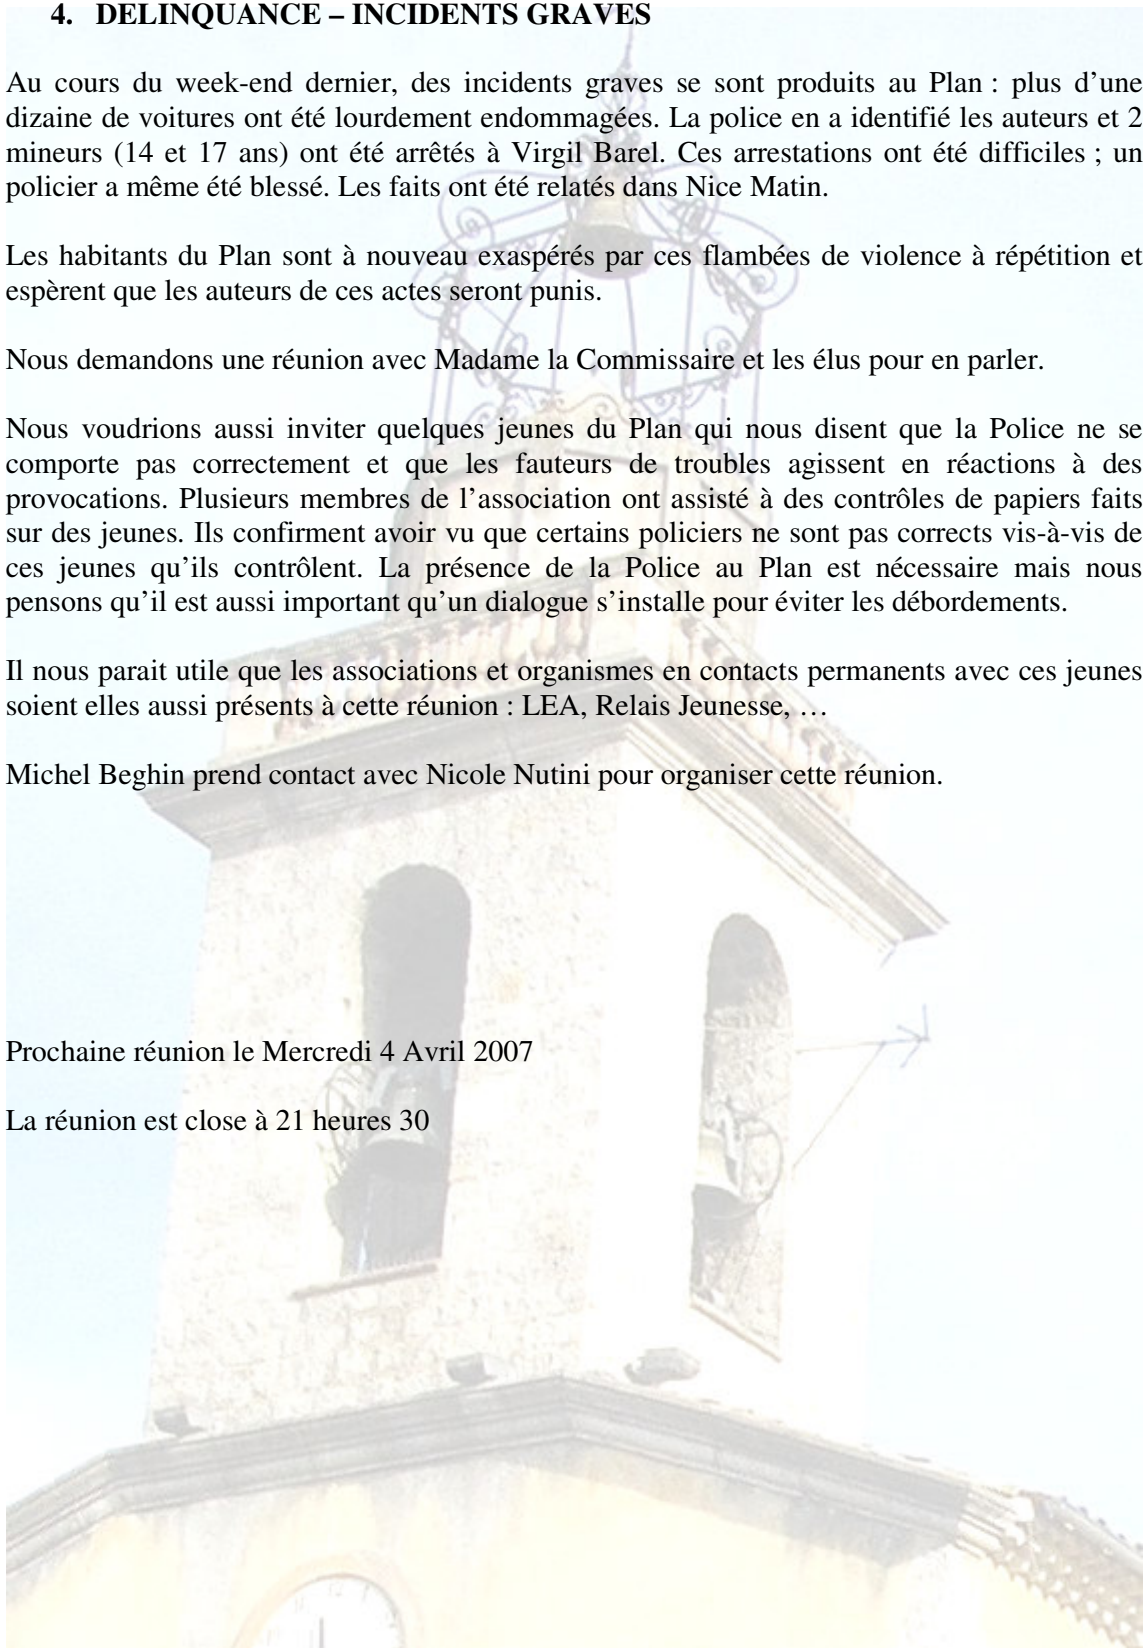 4. DELINQUANCE – INCIDENTS GRAVES
Au cours du week-end dernier, des incidents graves se sont produits au Plan : plus d’une
dizaine de voitures ont été lourdement endommagées. La police en a identifié les auteurs et 2
mineurs (14 et 17 ans) ont été arrêtés à Virgil Barel. Ces arrestations ont été difficiles ; un
policier a même été blessé. Les faits ont été relatés dans Nice Matin.
Les habitants du Plan sont à nouveau exaspérés par ces flambées de violence à répétition et
espèrent que les auteurs de ces actes seront punis.
Nous demandons une réunion avec Madame la Commissaire et les élus pour en parler.
Nous voudrions aussi inviter quelques jeunes du Plan qui nous disent que la Police ne se
comporte pas correctement et que les fauteurs de troubles agissent en réactions à des
provocations. Plusieurs membres de l’association ont assisté à des contrôles de papiers faits
sur des jeunes. Ils confirment avoir vu que certains policiers ne sont pas corrects vis-à-vis de
ces jeunes qu’ils contrôlent. La présence de la Police au Plan est nécessaire mais nous
pensons qu’il est aussi important qu’un dialogue s’installe pour éviter les débordements.
Il nous parait utile que les associations et organismes en contacts permanents avec ces jeunes
soient elles aussi présents à cette réunion : LEA, Relais Jeunesse, …
Michel Beghin prend contact avec Nicole Nutini pour organiser cette réunion.
Prochaine réunion le Mercredi 4 Avril 2007
La réunion est close à 21 heures 30